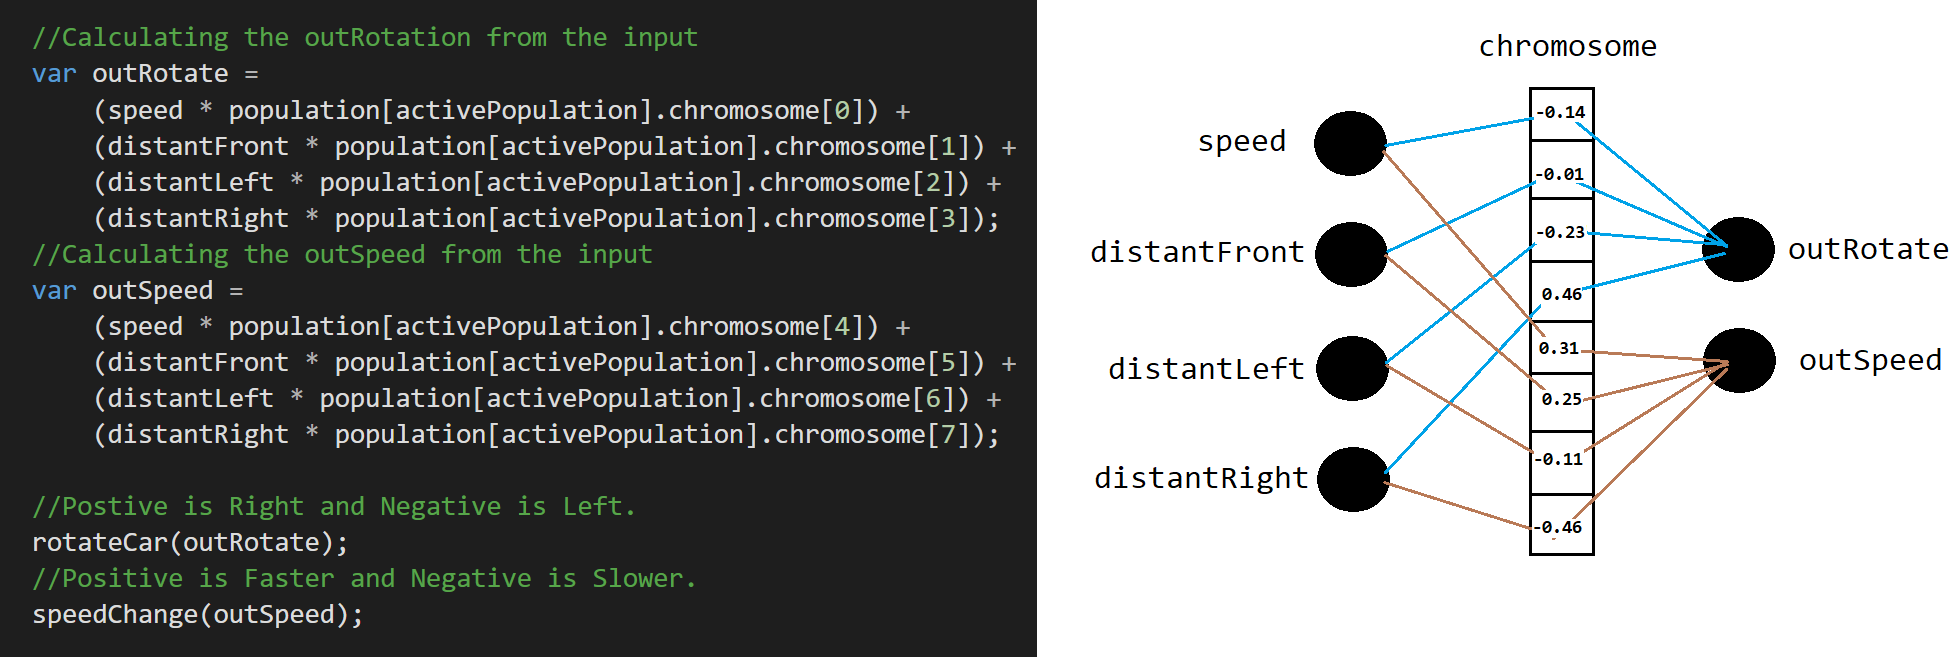 //Calculating the outRotation from the input
var outRotate =
    (speed * population[activePopulation].chromosome[0]) +
    (distantFront * population[activePopulation].chromosome[1]) +
    (distantLeft * population[activePopulation].chromosome[2]) +
    (distantRight * population[activePopulation].chromosome[3]);
//Calculating the outSpeed from the input
var outSpeed =
    (speed * population[activePopulation].chromosome[4]) +
    (distantFront * population[activePopulation].chromosome[5]) +
    (distantLeft * population[activePopulation].chromosome[6]) +
    (distantRight * population[activePopulation].chromosome[7]);

//Postive is Right and Negative is Left.
rotateCar(outRotate);
//Positive is Faster and Negative is Slower.
speedChange(outSpeed);
chromosome
speed
distantFront
distantLeft
distantRight
-0.14
-0.01
-0.23
0.46
0.31
0.25
-0.11
-0.46
outRotate
outSpeed